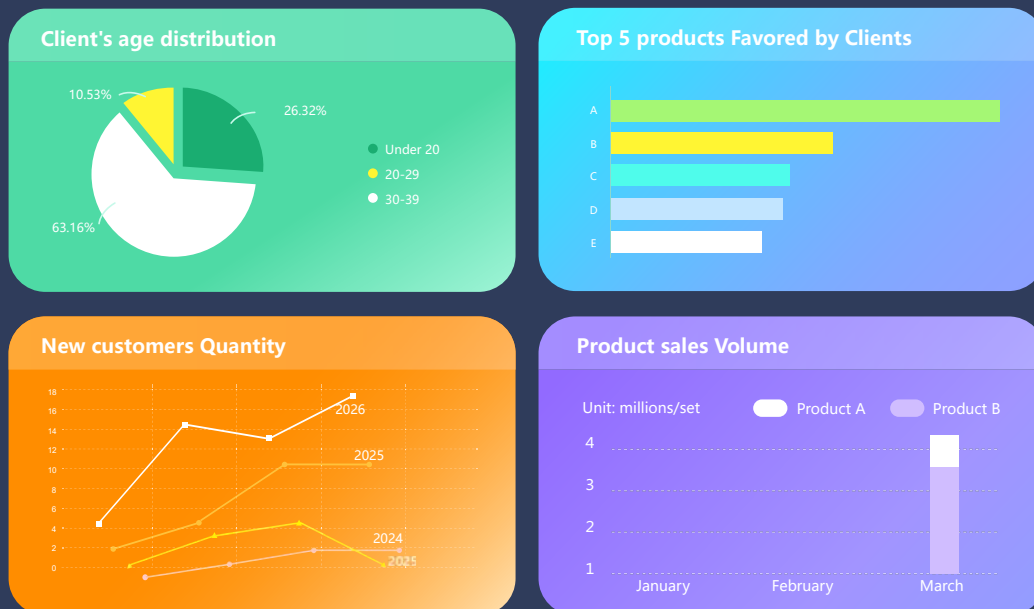 Client's age distribution
10.53%
26.32%
63.16%
Under 20
20-29
30-39
Top 5 products Favored by Clients
A
B
C
D
E
New customers Quantity
18
16
14
12
10
8
6
4
2
0
2026
2025
2024
Product sales Volume
Unit: millions/set
Product A
Product B
4
3
2
1
January
February
March